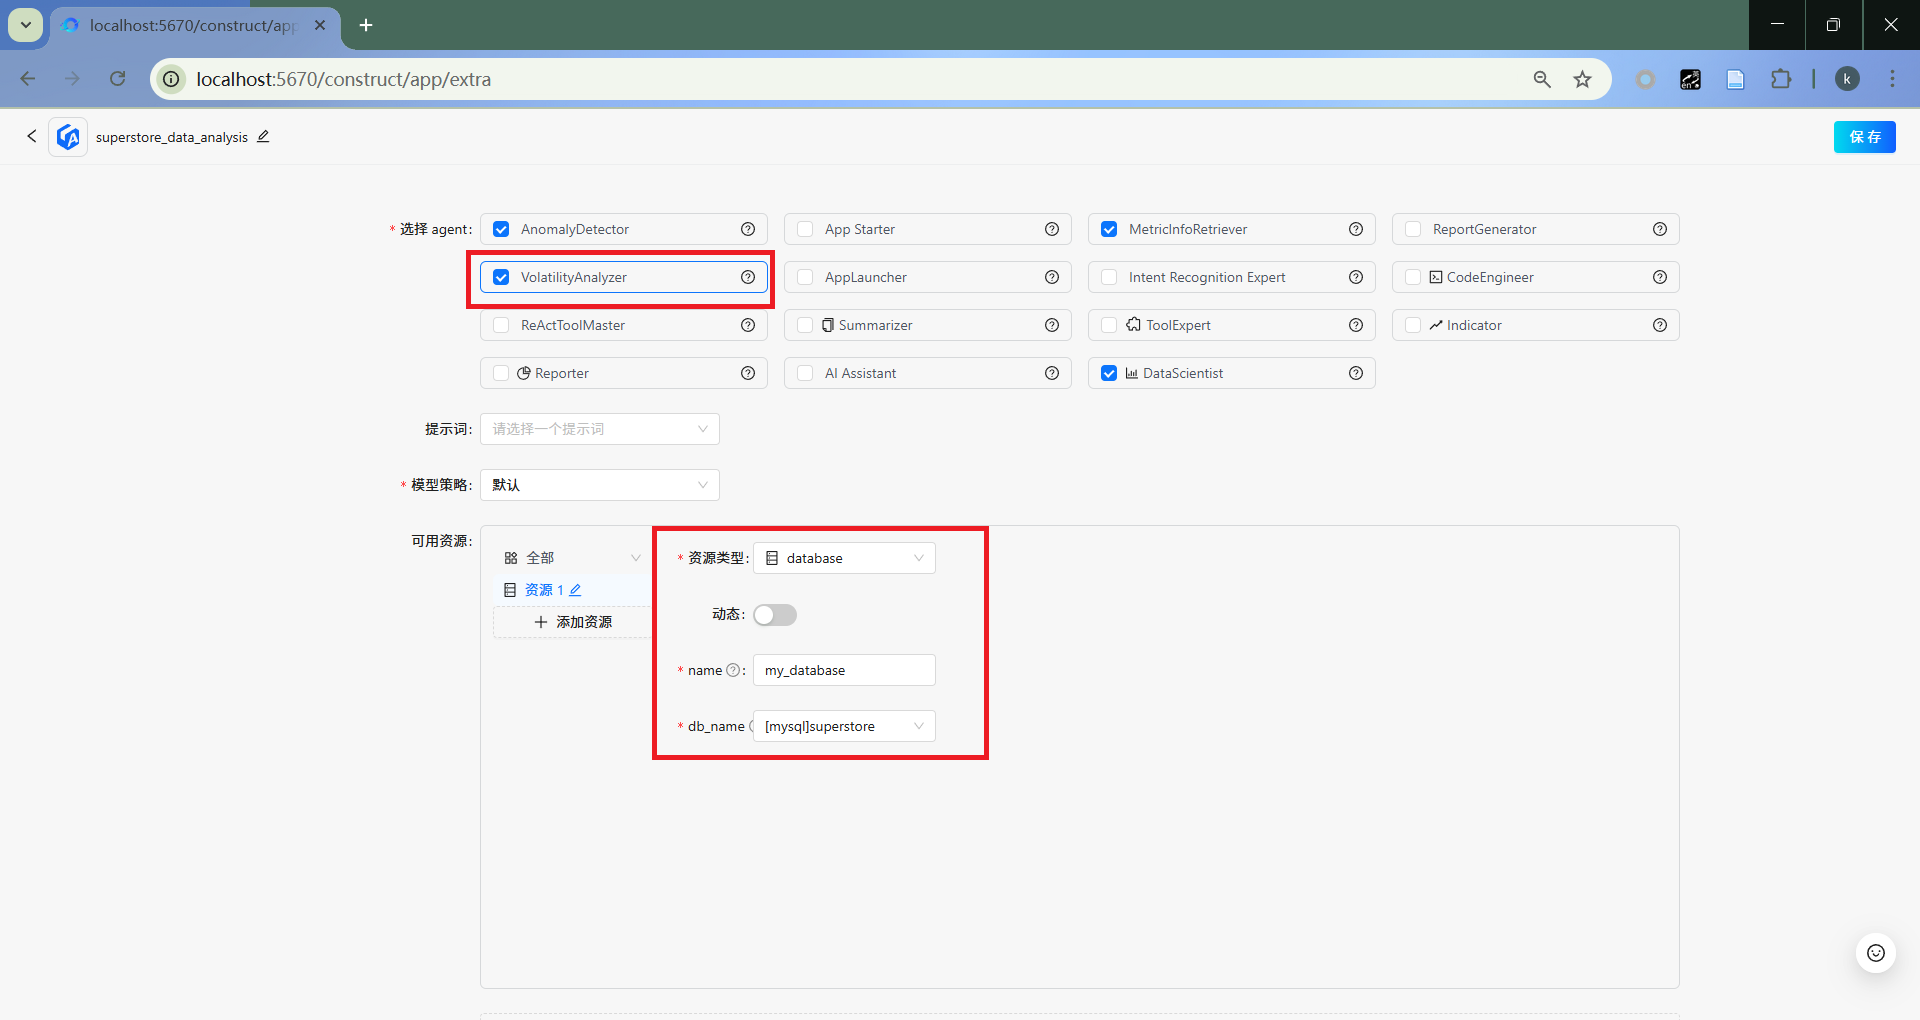 localhost:5670/construct/app
localhost:5670/construct/app/extra
k
superstore_data_analysis
保 存
* 选择 agent:
AnomalyDetector
App Starter
MetricInfoRetriever
ReportGenerator
VolatilityAnalyzer
AppLauncher
Intent Recognition Expert
CodeEngineer
ReActToolMaster
Summarizer
ToolExpert
Indicator
Reporter
AI Assistant
DataScientist
提示词:
请选择一个提示词
* 模型策略:
默认
可用资源:
全部
资源 1
+ 添加资源
* 资源类型:
database
动态:
* name ? :
my_database
* db_name
[mysql]superstore